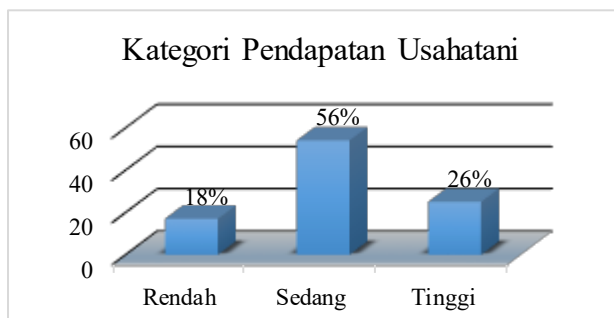 Kategori Pendapatan Usahatani
60
40
20
0
18%
56%
26%
Rendah
Sedang
Tinggi